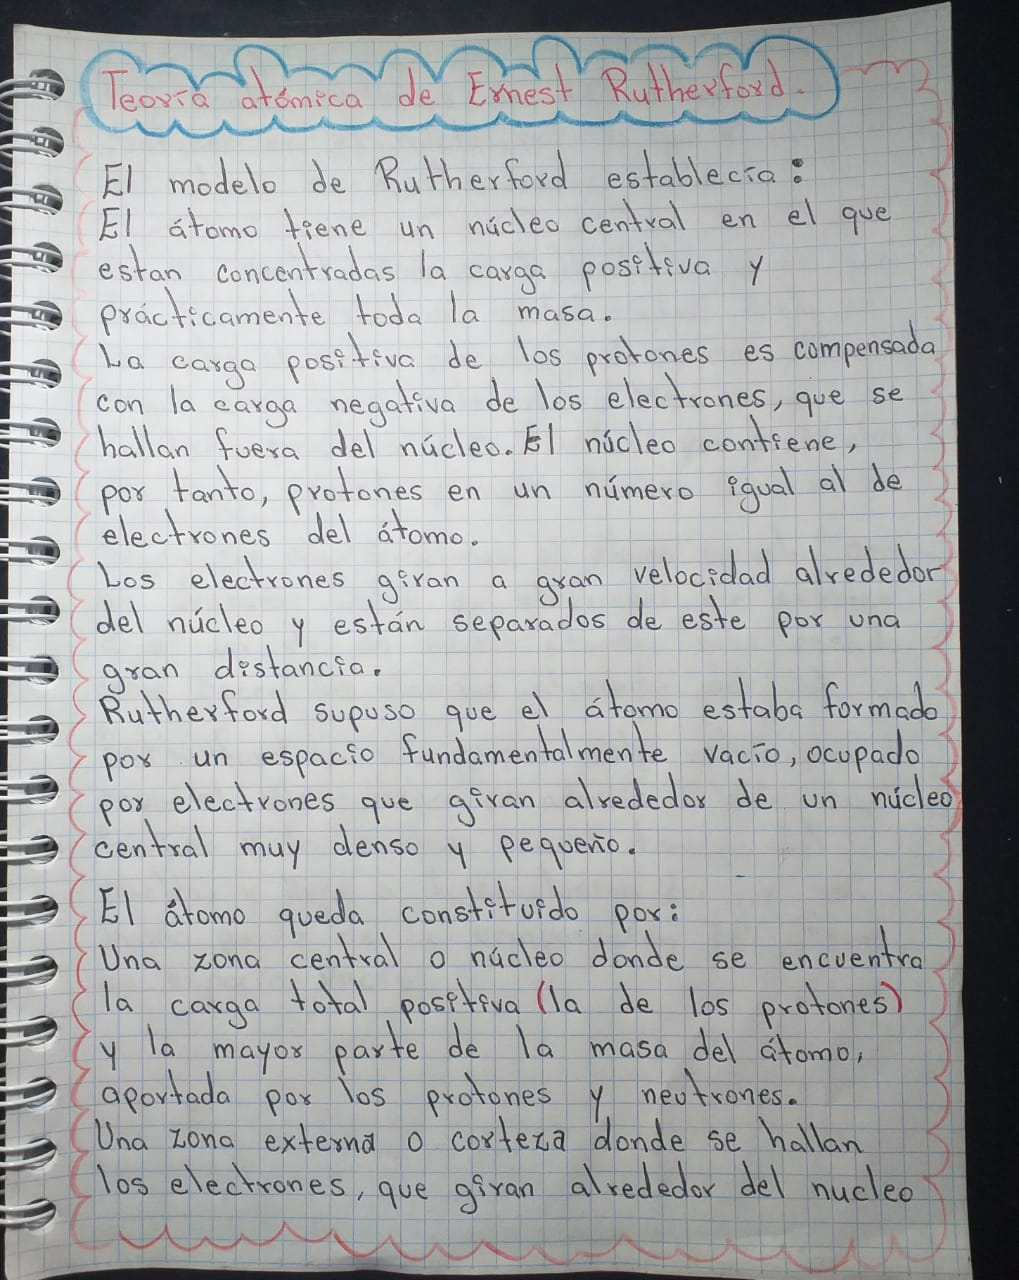 Teoría atómica de Ernest Rutherford.
El modelo de Rutherford establecía:
El átomo tiene un núcleo central en el que
estan concentradas la carga positiva y
prácticamente toda la masa.
La carga positiva de los protones es compensada
con la carga negativa de los electrones, que se
hallan fuera del núcleo. El núcleo contiene,
por tanto, protones en un número igual al de
electrones del átomo.
Los electrones giran a gran velocidad alrededor
del núcleo y están separados de este por una
gran distancia.
Rutherford supuso que el átomo estaba formado
por un espacio fundamentalmente vacío, ocupado
por electrones que giran alrededor de un núcleo
central muy denso y pequeño.
El átomo queda constituido por:
Una zona central o núcleo donde se encuentra
la carga total positiva (la de los protones)
y la mayor parte de la masa del átomo,
aportada por los protones y neutrones.
Una zona externa o corteza donde se hallan
los electrones, que giran alrededor del nucleo